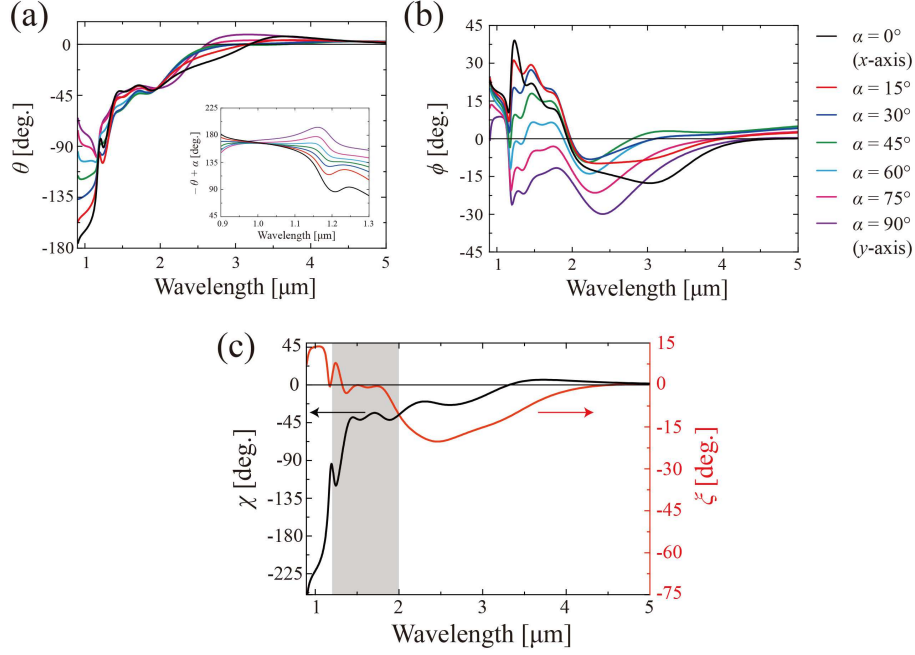 (a)
θ [deg.]
0
-45
-90
-135
-180
1
2
3
4
5
Wavelength [μm]
− θ + α [deg.]
225
180
135
90
45
0.9
1.0
1.1
1.2
1.3
Wavelength [μm]
(b)
ϕ [deg.]
45
30
15
0
-15
-30
-45
1
2
3
4
5
Wavelength [μm]
α = 0°
(x-axis)
α = 15°
α = 30°
α = 45°
α = 60°
α = 75°
α = 90°
(y-axis)
(c)
χ [deg.]
45
0
-45
-90
-135
-180
-225
1
2
3
4
5
Wavelength [μm]
15
0
-15
-30
-45
-60
-75
ξ [deg.]